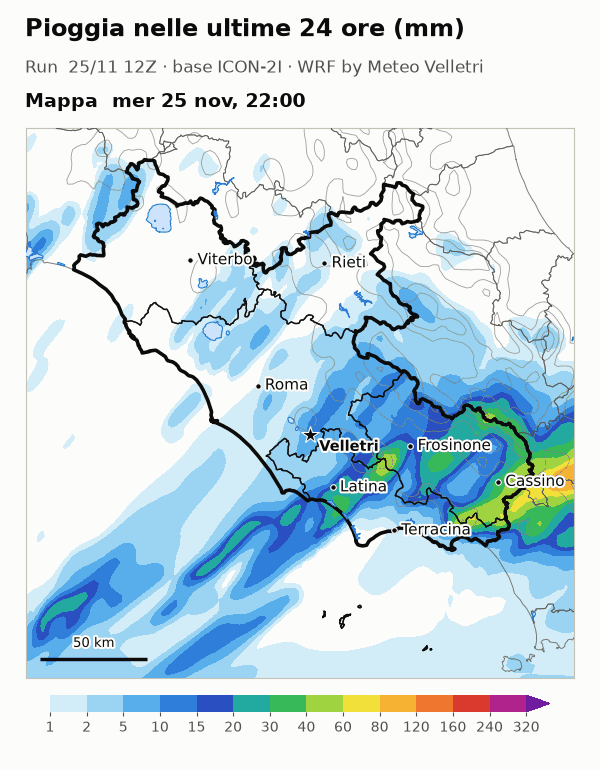 Pioggia nelle ultime 24 ore (mm)
Run  25/11 12Z · base ICON-2I · WRF by Meteo Velletri
Mappa  mer 25 nov, 22:00
Viterbo
Rieti
Roma
Velletri
Frosinone
Latina
Cassino
Terracina
50 km
1 2 5 10 15 20 30 40 60 80 120 160 240 320